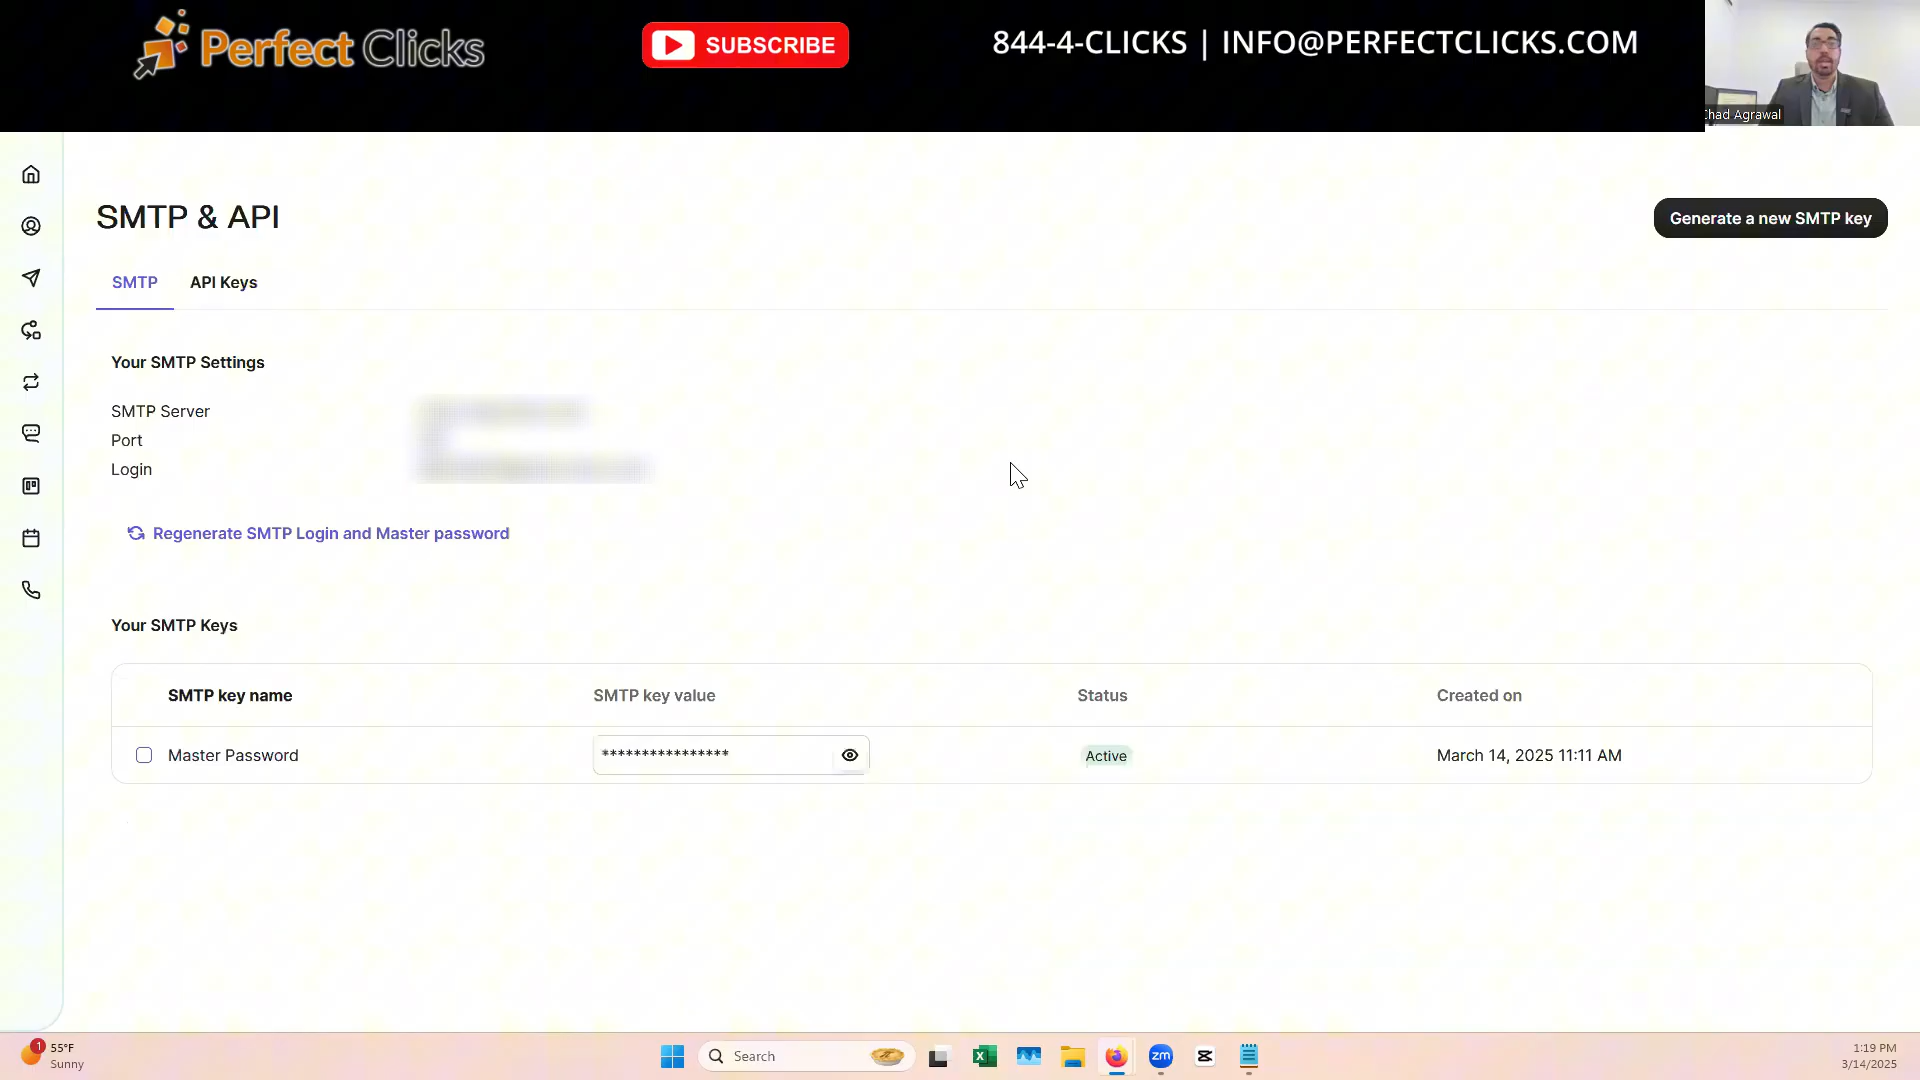 Perfect Clicks
SUBSCRIBE
844-4-CLICKS | INFO@PERFECTCLICKS.COM
Chad Agrawal
SMTP & API
Generate a new SMTP key
SMTP
API Keys
Your SMTP Settings
SMTP Server
Port
Login
Regenerate SMTP Login and Master password
Your SMTP Keys
SMTP key name
SMTP key value
Status
Created on
Master Password
****************
Active
March 14, 2025 11:11 AM
1
55°F
Sunny
Search
zm
1:19 PM
3/14/2025